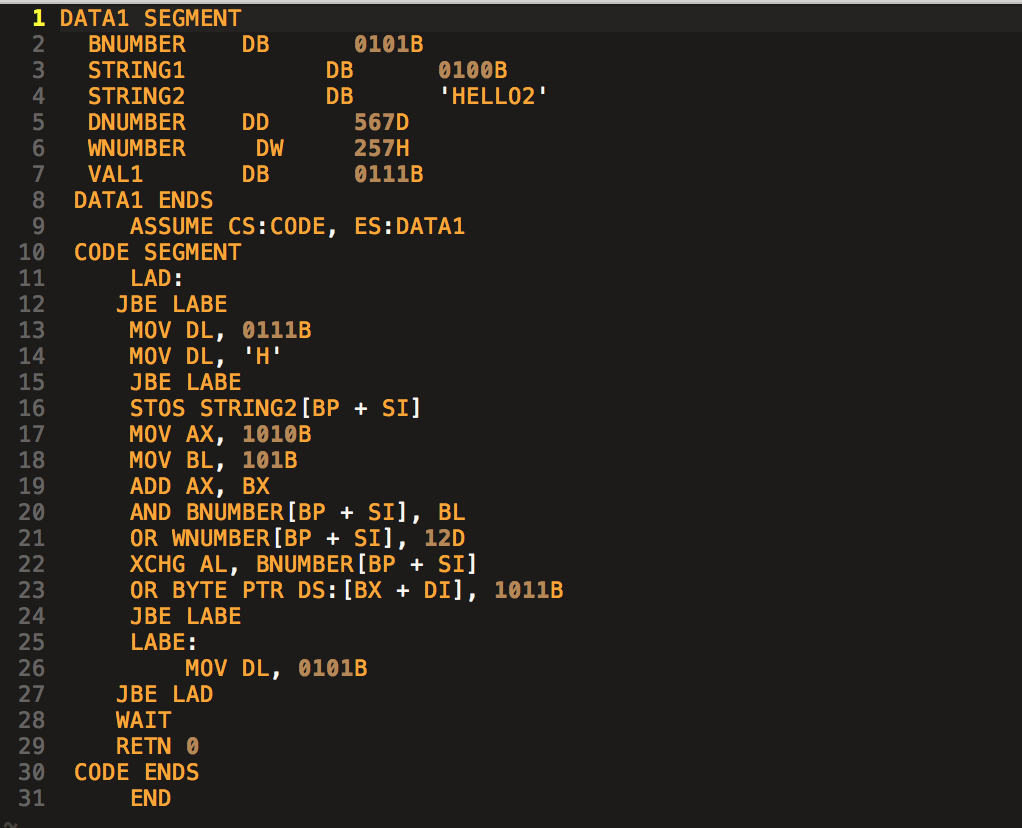 1 DATA1 SEGMENT
2 BNUMBER DB 0101B
3 STRING1 DB 0100B
4 STRING2 DB 'HELLO2'
5 DNUMBER DD 567D
6 WNUMBER DW 257H
7 VAL1 DB 0111B
8 DATA1 ENDS
9 ASSUME CS:CODE, ES:DATA1
10 CODE SEGMENT
11 LAD:
12 JBE LABE
13 MOV DL, 0111B
14 MOV DL, 'H'
15 JBE LABE
16 STOS STRING2[BP + SI]
17 MOV AX, 1010B
18 MOV BL, 101B
19 ADD AX, BX
20 AND BNUMBER[BP + SI], BL
21 OR WNUMBER[BP + SI], 12D
22 XCHG AL, BNUMBER[BP + SI]
23 OR BYTE PTR DS:[BX + DI], 1011B
24 JBE LABE
25 LABE:
26 MOV DL, 0101B
27 JBE LAD
28 WAIT
29 RETN 0
30 CODE ENDS
31 END
~